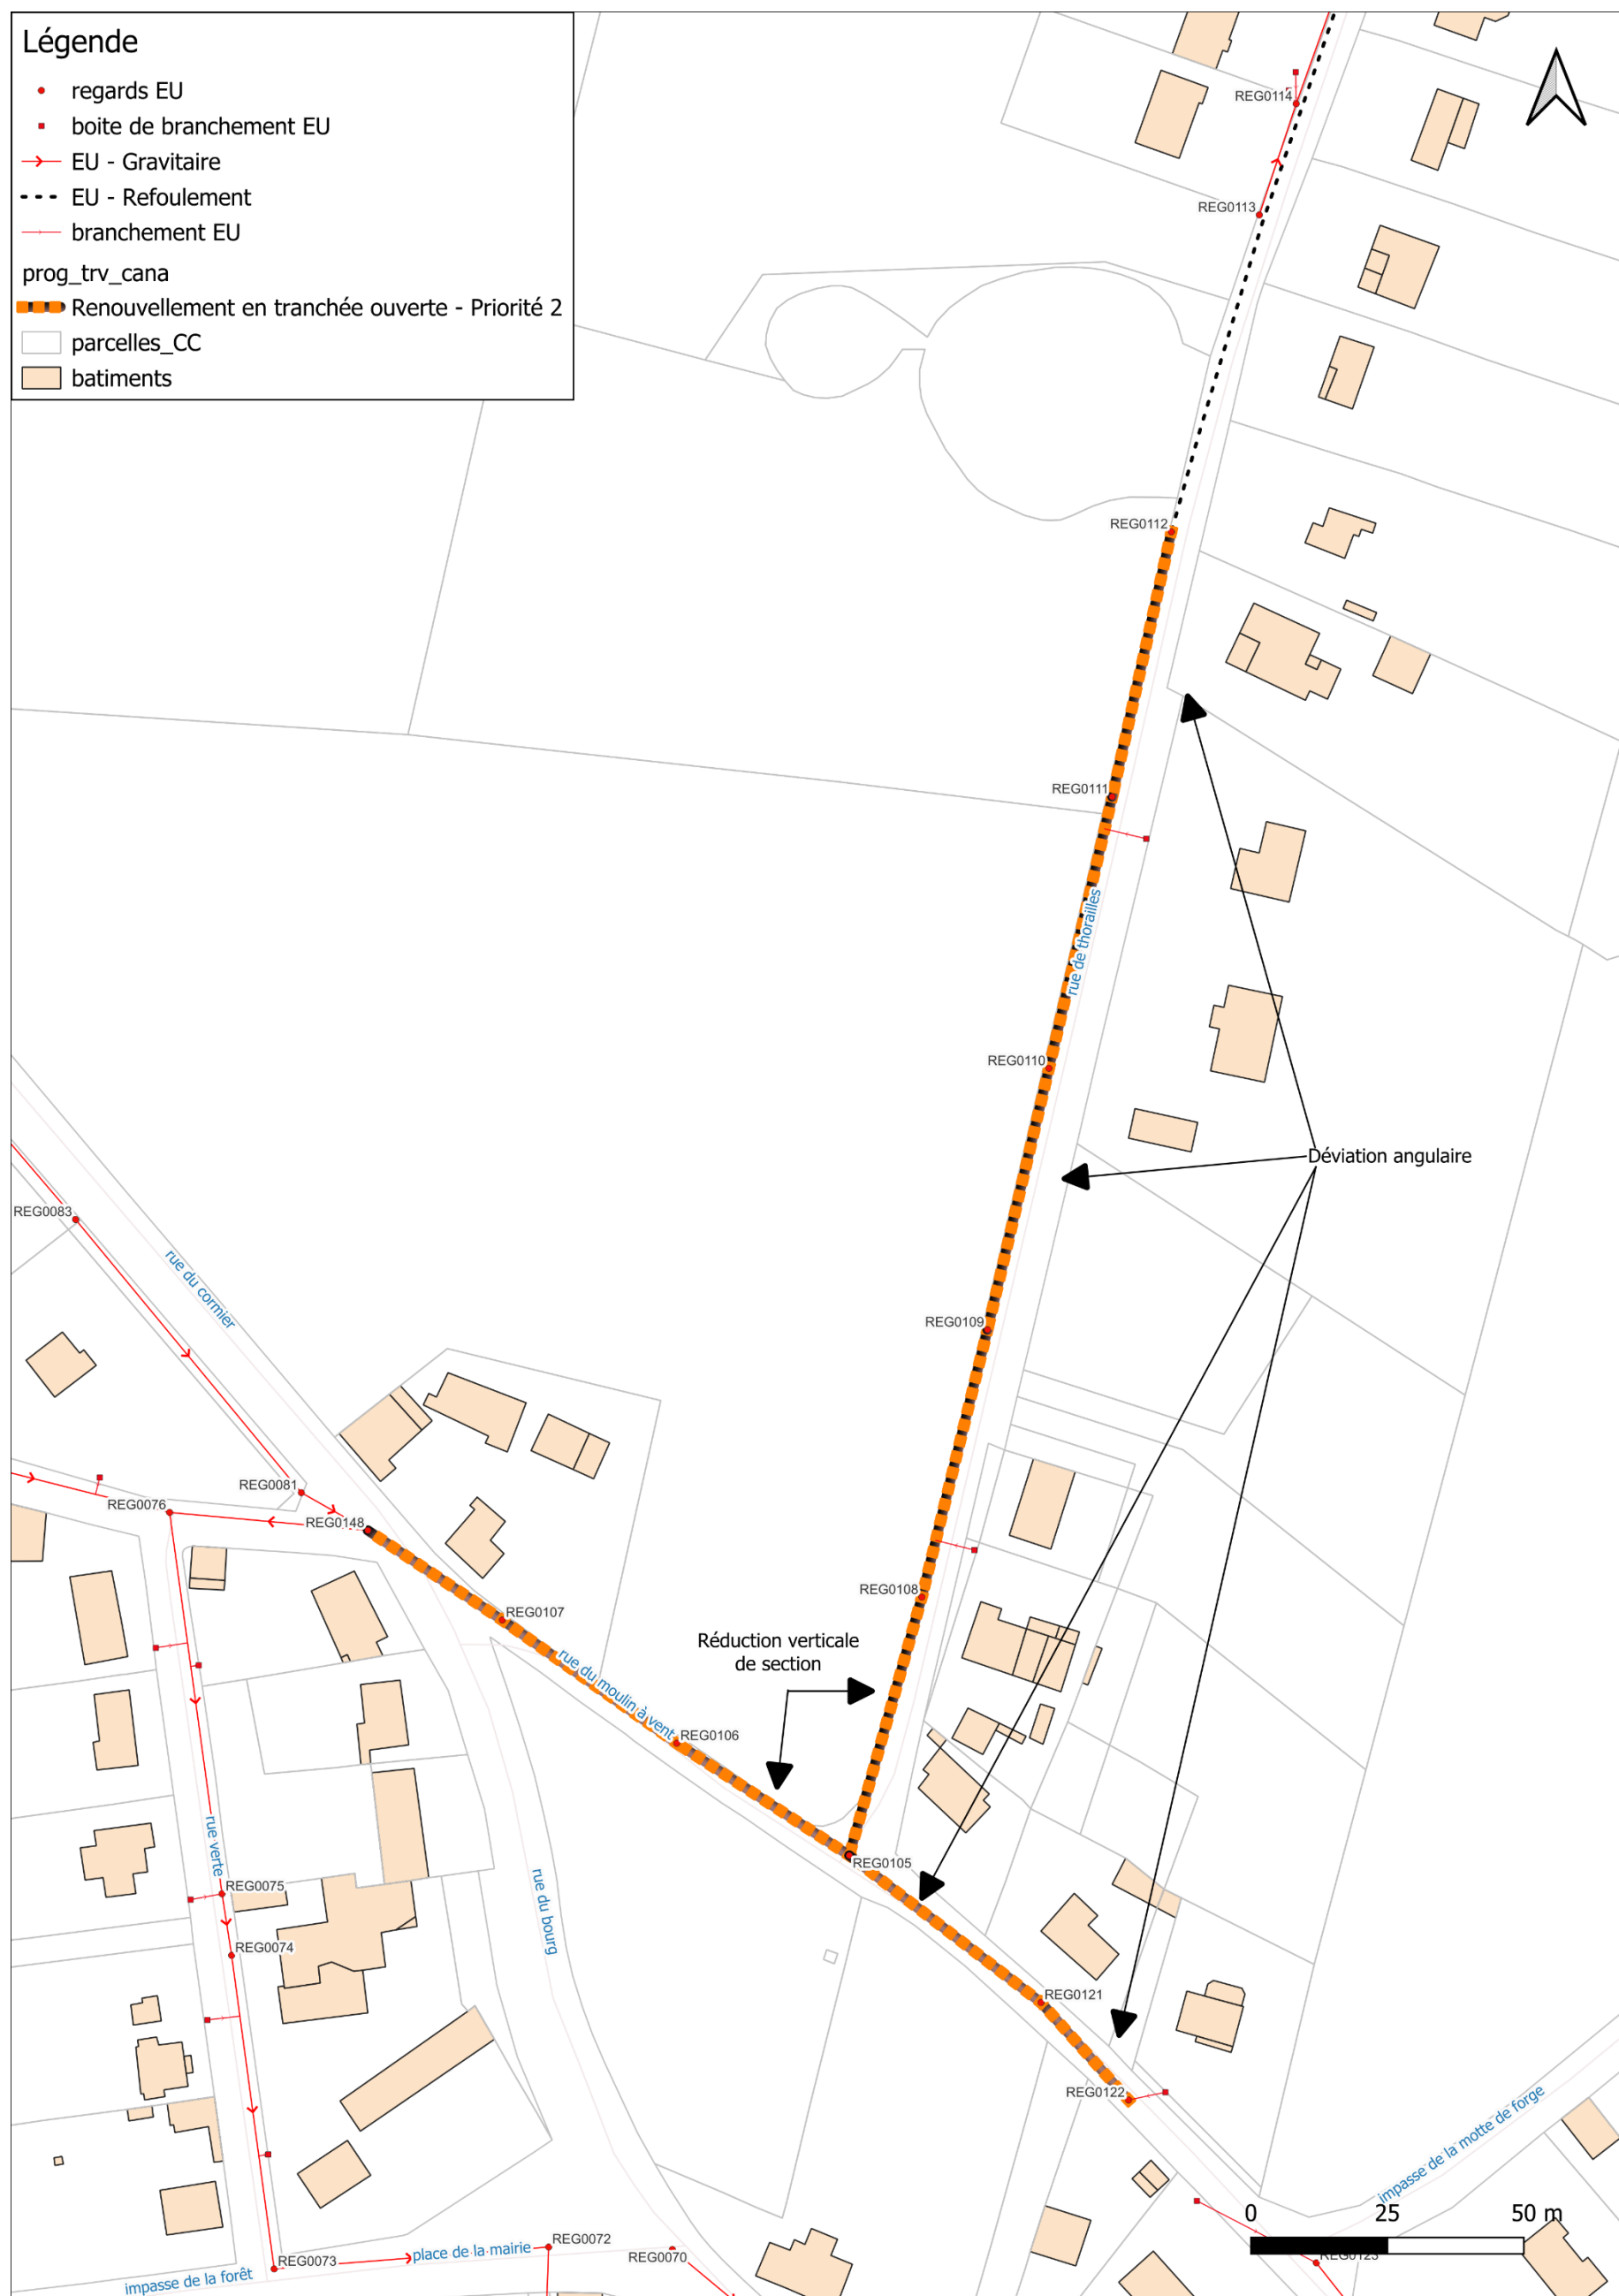 Légende
regards EU
boite de branchement EU
EU - Gravitaire
EU - Refoulement
branchement EU
prog_trv_cana
Renouvellement en tranchée ouverte - Priorité 2
parcelles_CC
batiments
REG0114
REG0113
REG0112
REG0111
rue de thorailles
REG0110
Déviation angulaire
REG0083
rue du cormier
REG0109
REG0081
REG0076
REG0148
REG0108
REG0107
Réduction verticale
de section
rue du moulin à vent
REG0106
REG0105
rue verte
REG0075
rue du bourg
REG0074
REG0121
REG0122
impasse de la motte de forge
0 25 50 m
REG0123
REG0072
place de la mairie
REG0070
REG0073
impasse de la forêt